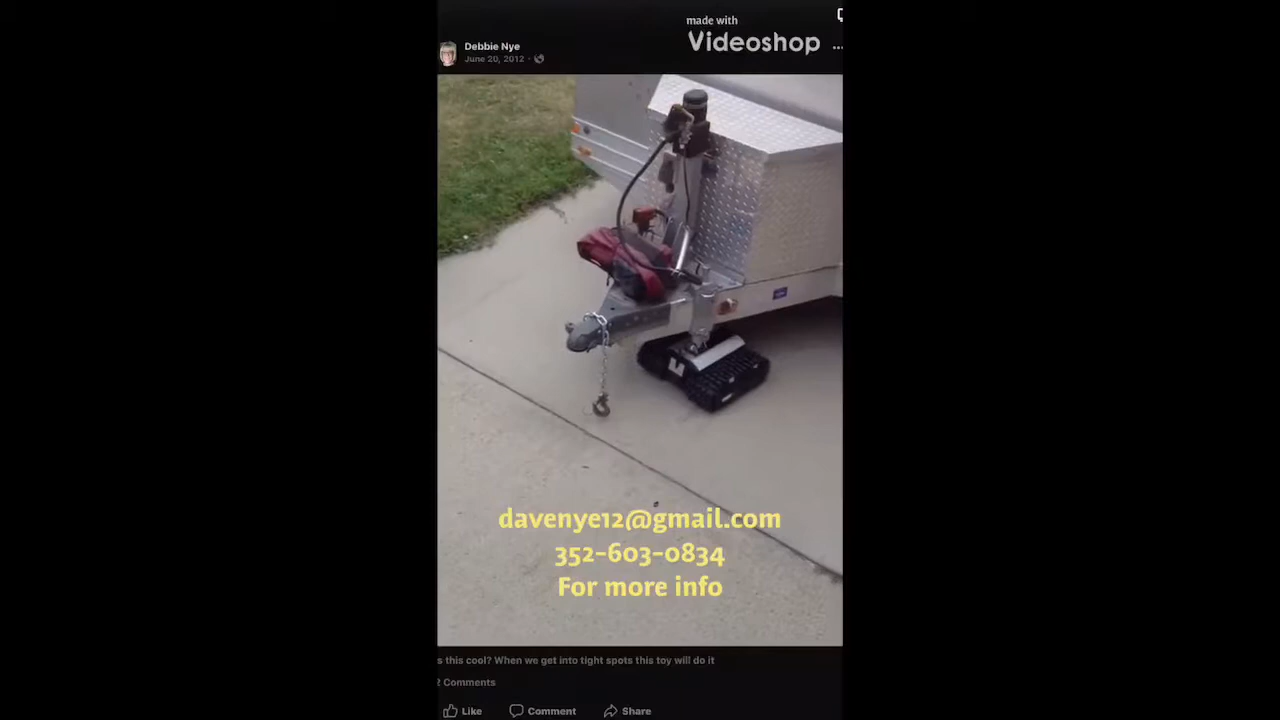 made with
Videoshop
Debbie Nye
June 20, 2012 ·
davenye12@gmail.com
352-603-0834
For more info
s this cool? When we get into tight spots this toy will do it
Comments
Like
Comment
Share